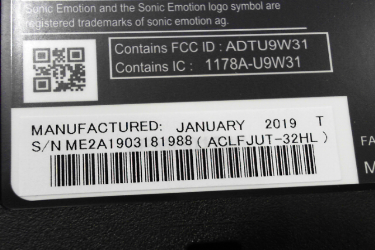 Sonic Emotion and the Sonic Emotion logo symbol are
registered trademarks of sonic emotion ag.
Contains FCC ID : ADTU9W31
Contains IC : 1178A-U9W31
MANUFACTURED: JANUARY 2019 T
S/N ME2A1903181988 ( ACLFJUT-32HL )
FA
M